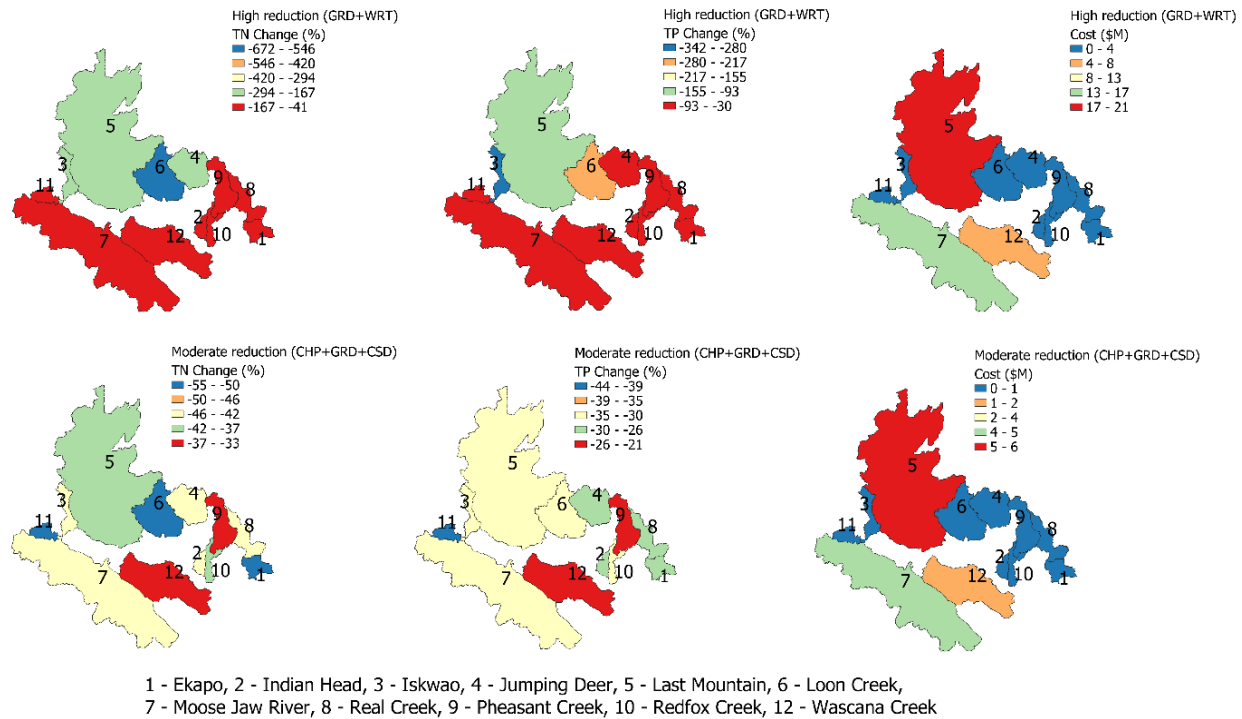 High reduction (GRD+WRT)
TN Change (%)
-672 - -546
-546 - -420
-420 - -294
-294 - -167
-167 - -41
5
3
4
6
9
11
8
2
7
12
10
1
High reduction (GRD+WRT)
TP Change (%)
-342 - -280
-280 - -217
-217 - -155
-155 - -93
-93 - -30
5
3
4
6
9
11
8
2
7
12
10
1
High reduction (GRD+WRT)
Cost ($M)
0 - 4
4 - 8
8 - 13
13 - 17
17 - 21
5
3
4
6
9
11
8
2
7
12
10
1
Moderate reduction (CHP+GRD+CSD)
TN Change (%)
-55 - -50
-50 - -46
-46 - -42
-42 - -37
-37 - -33
5
3
4
6
9
11
8
2
7
12
10
1
Moderate reduction (CHP+GRD+CSD)
TP Change (%)
-44 - -39
-39 - -35
-35 - -30
-30 - -26
-26 - -21
5
3
4
6
9
11
8
2
7
12
10
1
Moderate reduction (CHP+GRD+CSD)
Cost ($M)
0 - 1
1 - 2
2 - 4
4 - 5
5 - 6
5
3
4
6
9
11
8
2
7
12
10
1
1 - Ekapo, 2 - Indian Head, 3 - Iskwao, 4 - Jumping Deer, 5 - Last Mountain, 6 - Loon Creek,
7 - Moose Jaw River, 8 - Real Creek, 9 - Pheasant Creek, 10 - Redfox Creek, 12 - Wascana Creek